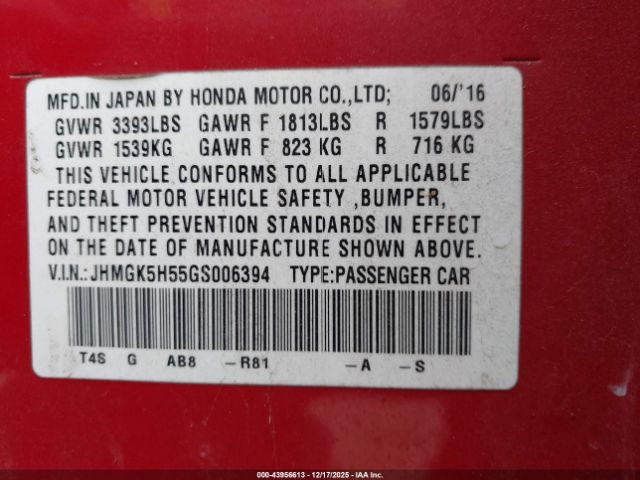 MFD.IN JAPAN BY HONDA MOTOR CO.,LTD; 06/'16
GVWR 3393LBS GAWR F 1813LBS R 1579LBS
GVWR 1539KG GAWR F 823 KG R 716 KG
THIS VEHICLE CONFORMS TO ALL APPLICABLE
FEDERAL MOTOR VEHICLE SAFETY ,BUMPER,
AND THEFT PREVENTION STANDARDS IN EFFECT
ON THE DATE OF MANUFACTURE SHOWN ABOVE.
V.I.N.:JHMGK5H55GS006394 TYPE:PASSENGER CAR
T4S G AB8 -R81 -A -S
000-43956613 - 12/17/2025 - IAA Inc.